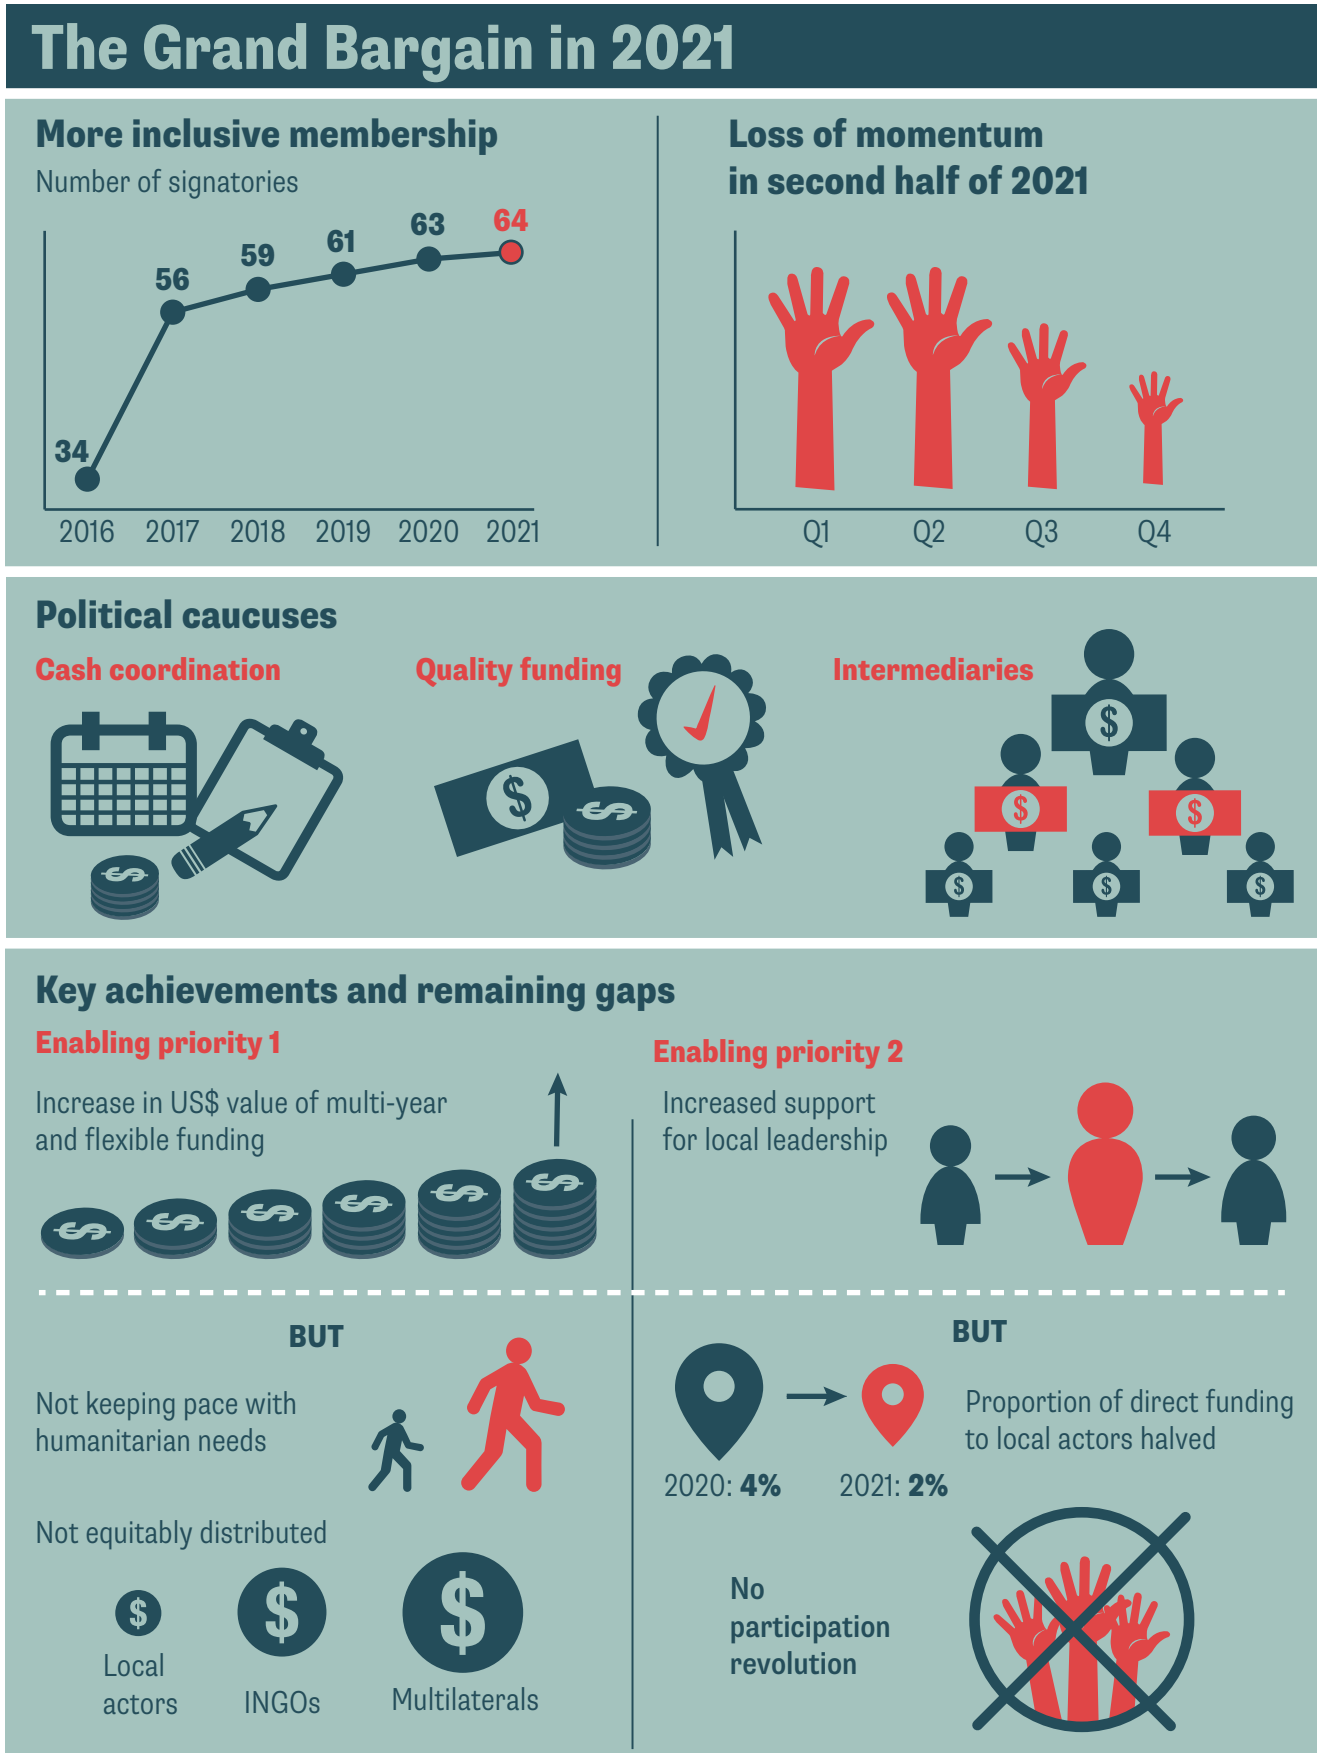 The Grand Bargain in 2021
More inclusive membership
Number of signatories
34
56
59
61
63
64
2016 2017 2018 2019 2020 2021
Loss of momentum
in second half of 2021
Q1 Q2 Q3 Q4
Political caucuses
Cash coordination
$
Quality funding
$
$
Intermediaries
$
$ $
$ $ $
Key achievements and remaining gaps
Enabling priority 1
Increase in US$ value of multi-year
and flexible funding
$ $ $ $ $ $
BUT
Not keeping pace with
humanitarian needs
Not equitably distributed
$ $ $
Local
actors
INGOs
Multilaterals
Enabling priority 2
Increased support
for local leadership
BUT
Proportion of direct funding
to local actors halved
2020: 4% 2021: 2%
No
participation
revolution